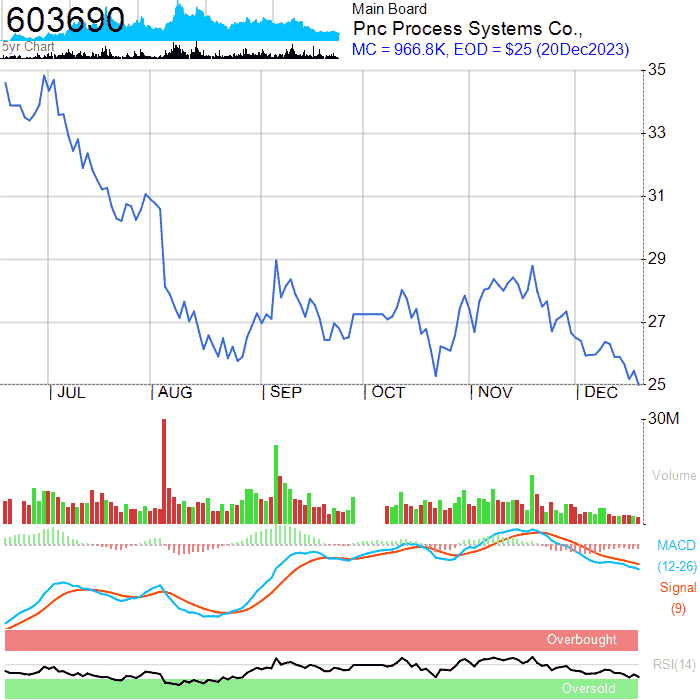 603690
5yr Chart
Main Board
Pnc Process Systems Co.,
MC = 966.8K, EOD = $25 (20Dec2023)
35
33
31
29
27
25
JUL AUG SEP OCT NOV DEC
30M
Volume
MACD
(12-26)
Signal
(9)
Overbought
RSI(14)
Oversold